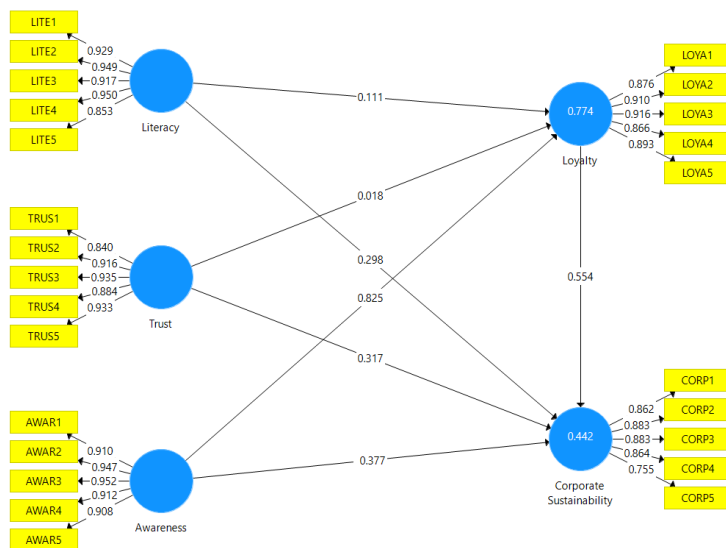 LITE1
LITE2
LITE3
LITE4
LITE5
0.929
0.949
0.917
0.950
0.853
Literacy
TRUS1
TRUS2
TRUS3
TRUS4
TRUS5
0.840
0.916
0.935
0.884
0.933
Trust
AWAR1
AWAR2
AWAR3
AWAR4
AWAR5
0.910
0.947
0.952
0.912
0.908
Awareness
0.111
0.018
0.298
0.825
0.317
0.377
0.554
0.774
Loyalty
0.876
0.910
0.916
0.866
0.893
LOYA1
LOYA2
LOYA3
LOYA4
LOYA5
0.442
Corporate
Sustainability
0.862
0.883
0.883
0.864
0.755
CORP1
CORP2
CORP3
CORP4
CORP5